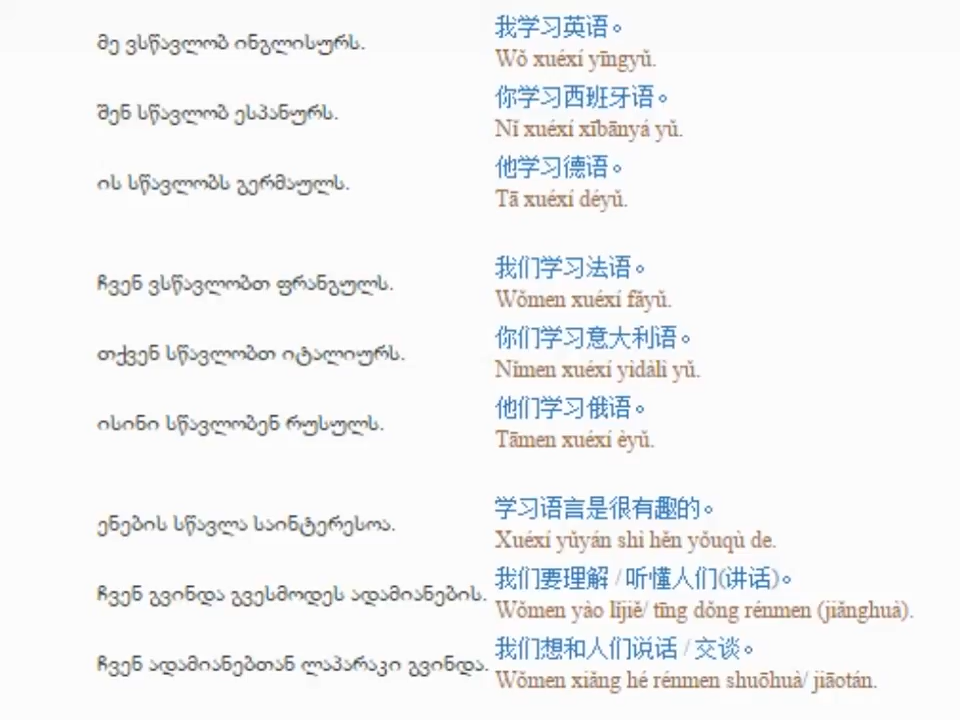 მე ვსწავლობ ინგლისურს.
我学习英语。
Wǒ xuéxí yīngyǔ.
შენ სწავლობ ესპანურს.
你学习西班牙语。
Nǐ xuéxí xībānyá yǔ.
ის სწავლობს გერმაულს.
他学习德语。
Tā xuéxí déyǔ.
ჩვენ ვსწავლობთ ფრანგულს.
我们学习法语。
Wǒmen xuéxí fǎyǔ.
თქვენ სწავლობთ იტალიურს.
你们学习意大利语。
Nǐmen xuéxí yìdàlì yǔ.
ისინი სწავლობენ რუსულს.
他们学习俄语。
Tāmen xuéxí èyǔ.
ენების სწავლა საინტერესოა.
学习语言是很有趣的。
Xuéxí yǔyán shì hěn yǒuqù de.
ჩვენ გვინდა გვესმოდეს ადამიანების.
我们要理解 / 听懂人们(讲话)。
Wǒmen yào lǐjiě/ tīng dǒng rénmen (jiǎnghuà).
ჩვენ ადამიანებთან ლაპარაკი გვინდა.
我们想和人们说话 / 交谈。
Wǒmen xiǎng hé rénmen shuōhuà/ jiāotán.